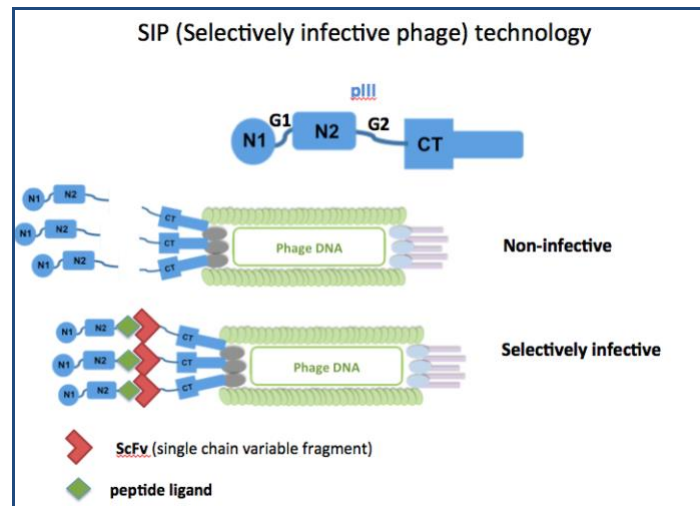 SIP (Selectively infective phage) technology
pIII
N1 G1 N2 G2 CT
N1 N2 CT
N1 N2 CT
N1 N2 CT
Phage DNA
Non-infective
N1 N2 CT
N1 N2 CT
N1 N2 CT
Phage DNA
Selectively infective
ScFv (single chain variable fragment)
peptide ligand